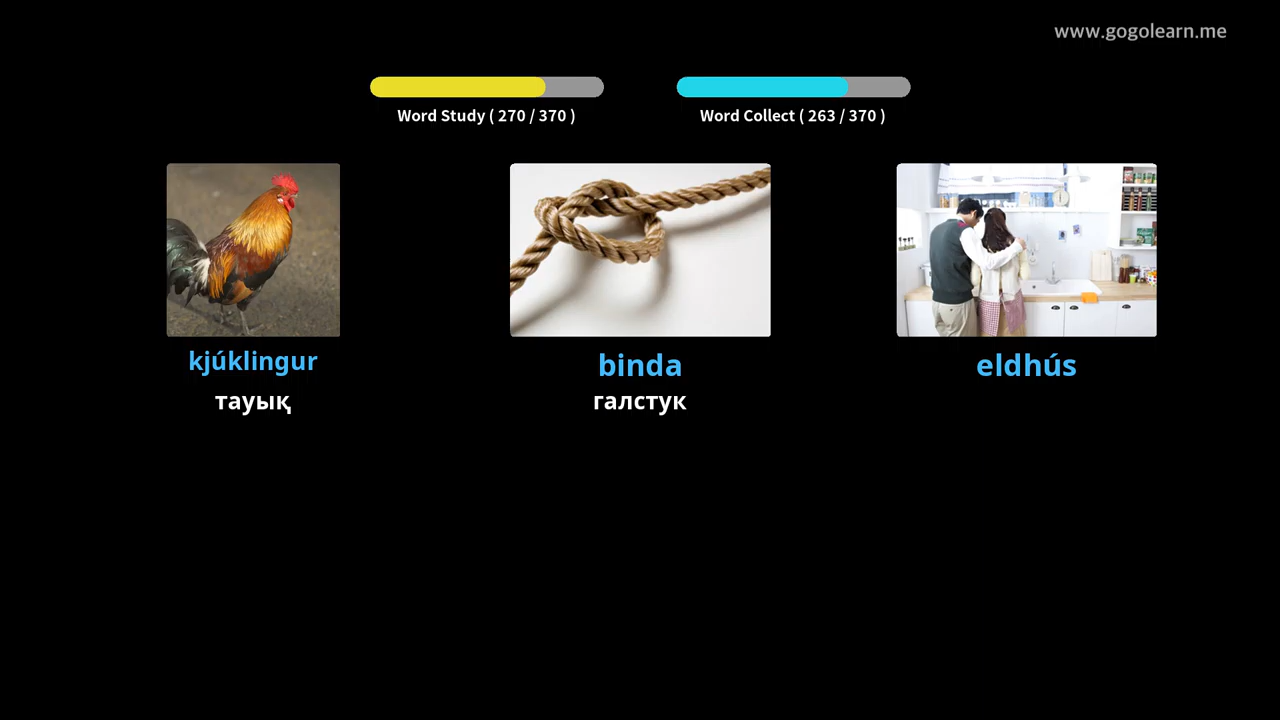 www.gogolearn.me
Word Study ( 270 / 370 )
Word Collect ( 263 / 370 )
kjúklingur
тауық
binda
галстук
eldhús